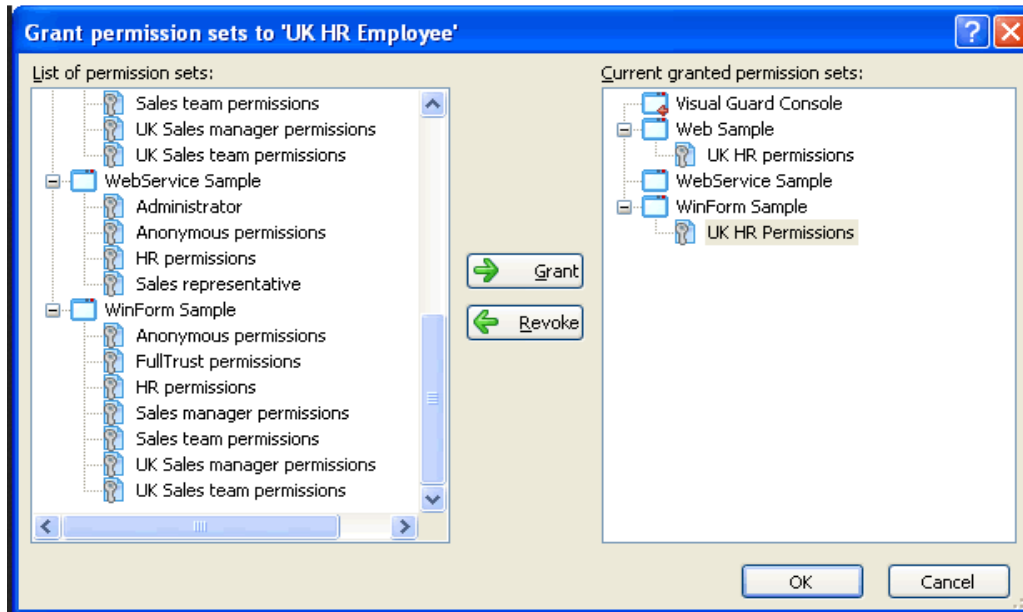 Grant permission sets to 'UK HR Employee'
List of permission sets:
Sales team permissions
UK Sales manager permissions
UK Sales team permissions
WebService Sample
Administrator
Anonymous permissions
HR permissions
Sales representative
WinForm Sample
Anonymous permissions
FullTrust permissions
HR permissions
Sales manager permissions
Sales team permissions
UK Sales manager permissions
UK Sales team permissions
Grant
Revoke
Current granted permission sets:
Visual Guard Console
Web Sample
UK HR permissions
WebService Sample
WinForm Sample
UK HR Permissions
OK
Cancel